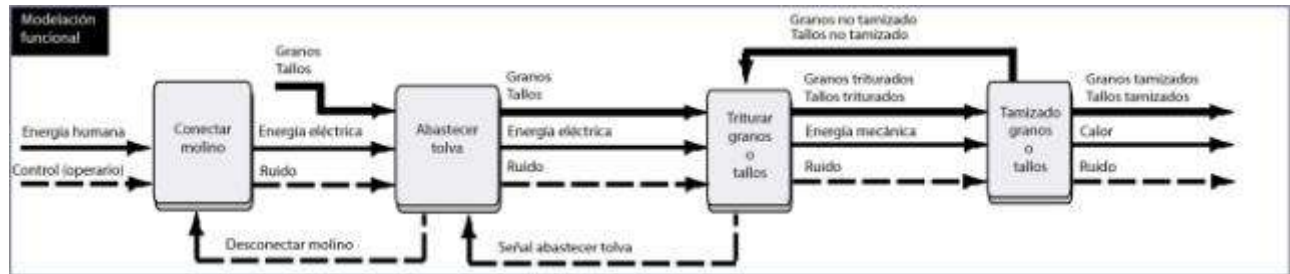 Modelación
funcional
Granos
Tallos
Energía humana
Control (operario)
Conectar
molino
Energía eléctrica
Ruido
Desconectar molino
Abastecer
tolva
Granos
Tallos
Energía eléctrica
Ruido
Señal abastecer tolva
Granos no tamizado
Tallos no tamizado
Triturar
granos
o
tallos
Granos triturados
Tallos triturados
Energía mecánica
Ruido
Tamizado
granos
o
tallos
Granos tamizados
Tallos tamizados
Calor
Ruido